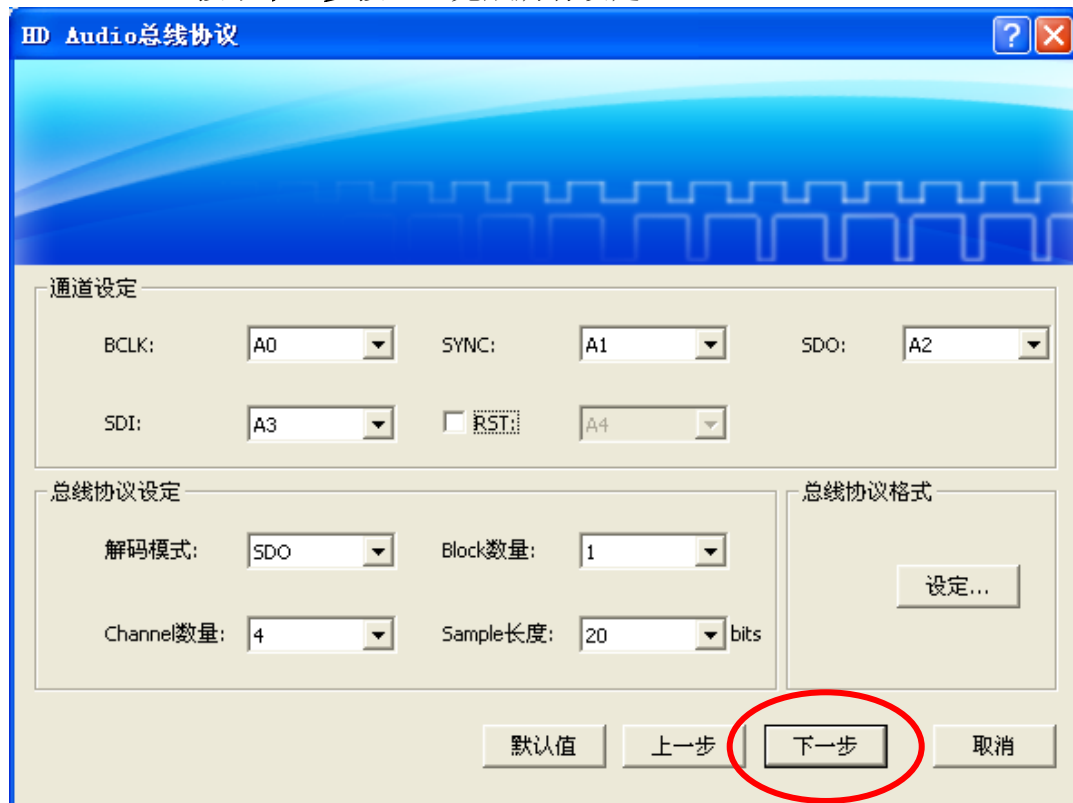 HD Audio总线协议
通道设定
BCLK: A0 SYNC: A1 SDO: A2
SDI: A3 RST: A4
总线协议设定 总线协议格式
解码模式: SDO Block数量: 1
设定...
Channel数量: 4 Sample长度: 20 bits
默认值 上一步 下一步 取消